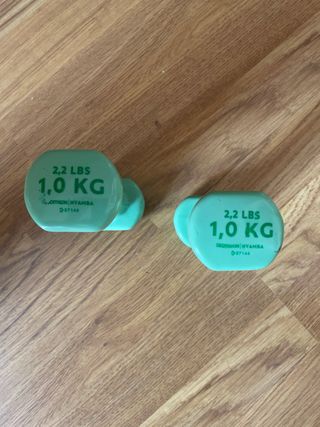 2,2 LBS
1,0 KG
DECATHLON | NYAMBA
2,2 LBS
1,0 KG
DECATHLON | NYAMBA